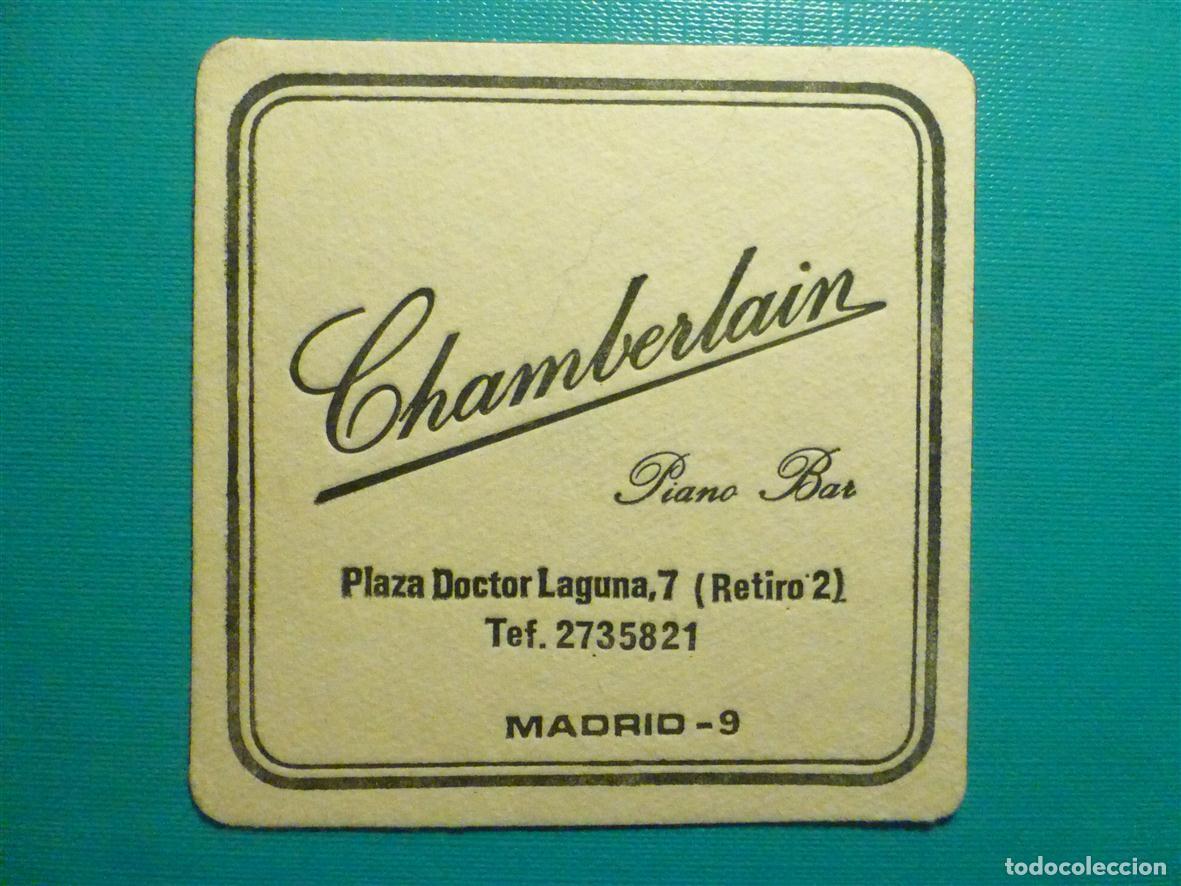 Chamberlain
Piano Bar
Plaza Doctor Laguna,7 (Retiro 2)
Tef. 2735821
MADRID-9
todocoleccion